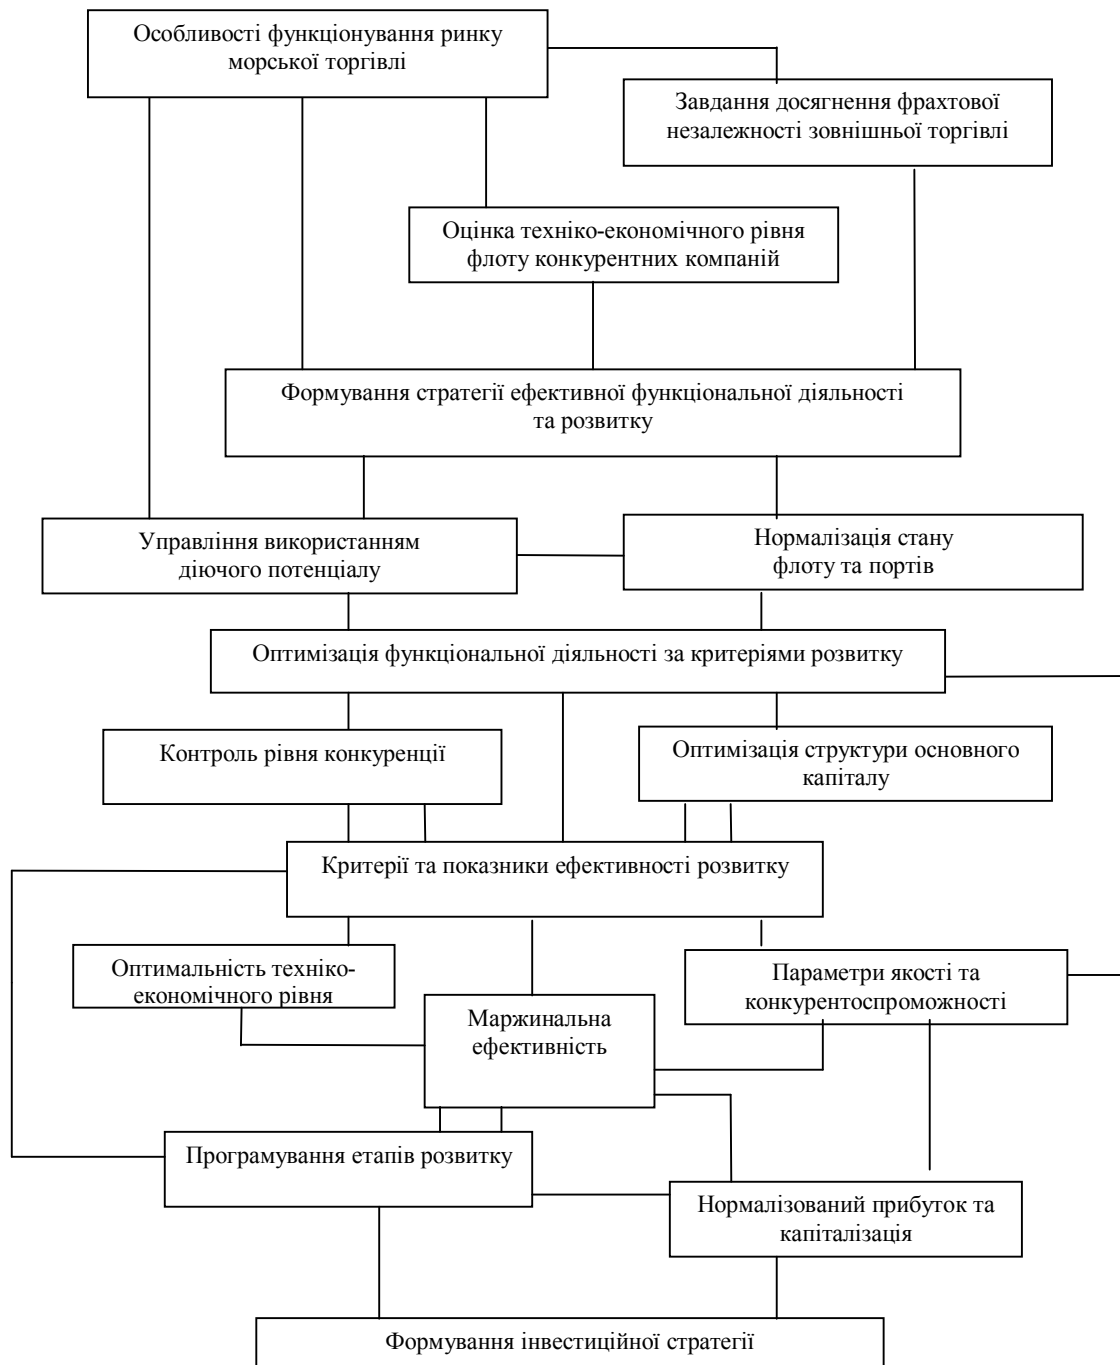 Особливості функціонування ринку
морської торгівлі
Завдання досягнення фрахтової
незалежності зовнішньої торгівлі
Оцінка техніко-економічного рівня
флоту конкурентних компаній
Формування стратегії ефективної функціональної діяльності
та розвитку
Управління використанням
діючого потенціалу
Нормалізація стану
флоту та портів
Оптимізація функціональної діяльності за критеріями розвитку
Контроль рівня конкуренції
Оптимізація структури основного
капіталу
Критерії та показники ефективності розвитку
Оптимальність техніко-
економічного рівня
Параметри якості та
конкурентоспроможності
Маржинальна
ефективність
Програмування етапів розвитку
Нормалізований прибуток та
капіталізація
Формування інвестиційної стратегії